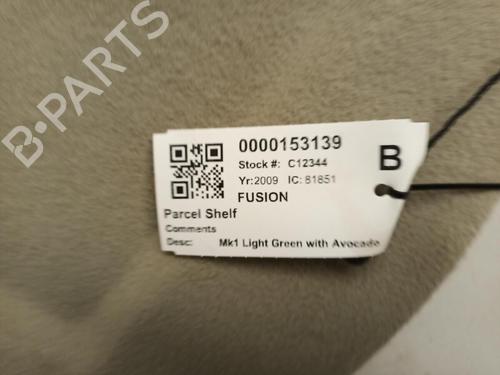 B-PARTS
0000153139
Stock #: C12344
B
Yr:2009 IC: 81851
FUSION
Parcel Shelf
Comments
Desc: Mk1 Light Green with Avocado